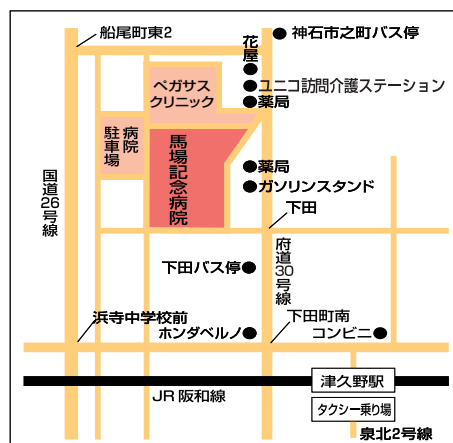 船尾町東2
花屋
神石市之町バス停
ペガサス
クリニック
ユニコ訪問介護ステーション
薬局
病院
駐車場
馬場記念病院
薬局
ガソリンスタンド
国道26号線
下田
下田バス停
府道30号線
浜寺中学校前
ホンダベルノ
下田町南
コンビニ
津久野駅
JR阪和線
タクシー乗り場
泉北2号線